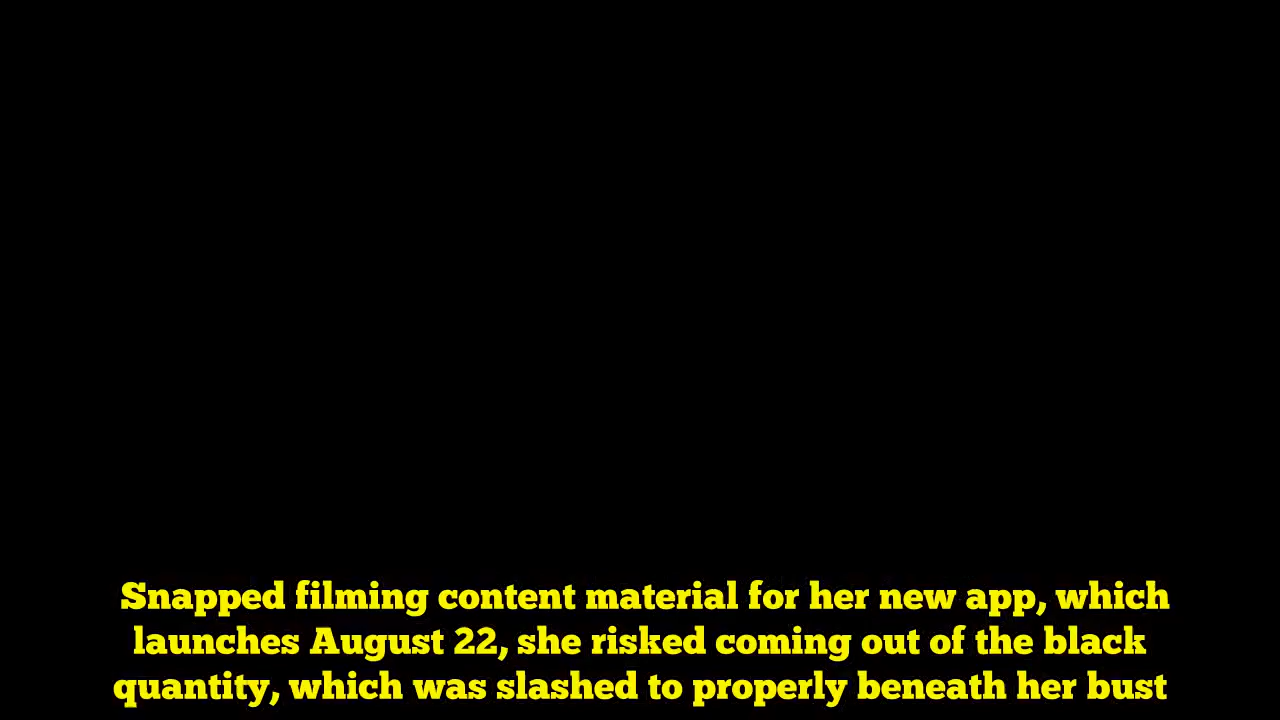 Snapped filming content material for her new app, which
launches August 22, she risked coming out of the black
quantity, which was slashed to properly beneath her bust